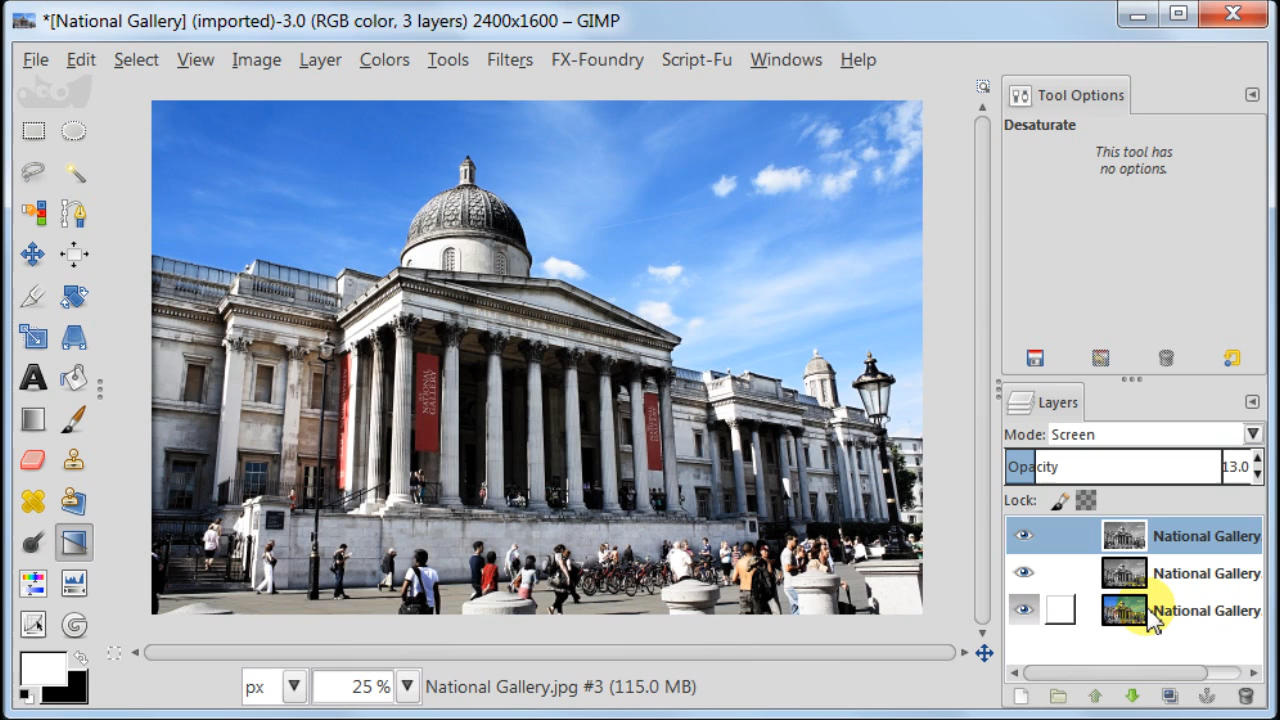 *[National Gallery] (imported)-3.0 (RGB color, 3 layers) 2400x1600 – GIMP
File Edit Select View Image Layer Colors Tools Filters FX-Foundry Script-Fu Windows Help
Tool Options
Desaturate
This tool has
no options.
NATIONAL
GALLERY
Layers
Mode: Screen
Opacity 13.0
Lock:
National Gallery.
National Gallery.
National Gallery.
px 25 % National Gallery.jpg #3 (115.0 MB)